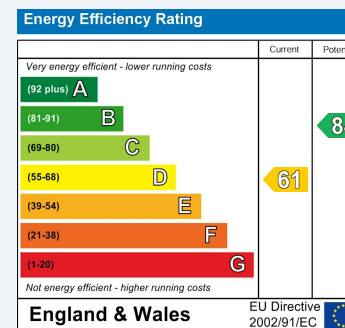 Energy Efficiency Rating
Current
Very energy efficient - lower running costs
(92 plus) A
(81-91) B
(69-80) C
(55-68) D
61
(39-54) E
(21-38) F
(1-20) G
Not energy efficient - higher running costs
England & Wales
EU Directive
2002/91/EC